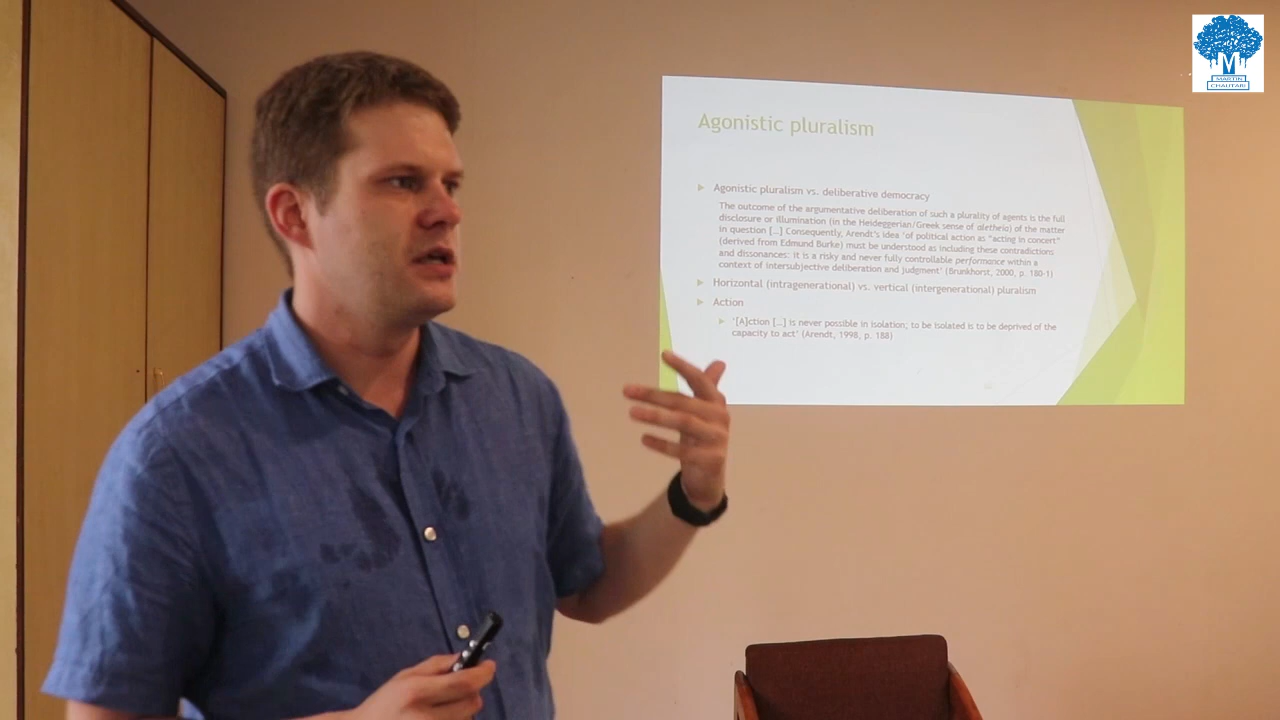 M
MARTIN
CHAUTARI
Agonistic pluralism
Agonistic pluralism vs. deliberative democracy
The outcome of the argumentative deliberation of such a plurality of agents is the full
disclosure or illumination (in the Heideggerian/Greek sense of aletheia) of the matter
in question […] Consequently, Arendt's idea 'of political action as "acting in concert"
(derived from Edmund Burke) must be understood as including these contradictions
and dissonances: it is a risky and never fully controllable performance within a
context of intersubjective deliberation and judgment' (Brunkhorst, 2000, p. 180-1)
Horizontal (intragenerational) vs. vertical (intergenerational) pluralism
Action
'[A]ction […] is never possible in isolation; to be isolated is to be deprived of the
capacity to act' (Arendt, 1998, p. 188)